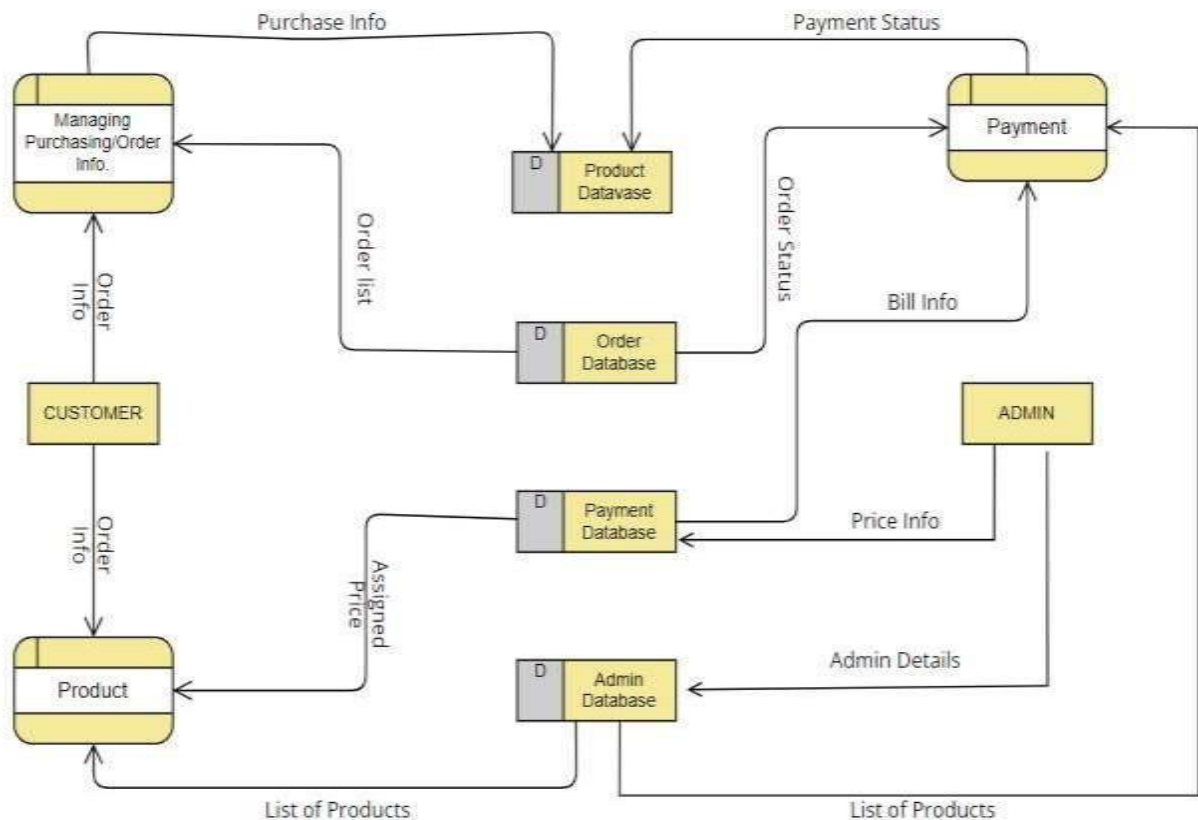 Purchase Info
Payment Status
Managing
Purchasing/Order
Info.
Payment
D
Product
Datavase
Order list
Order Status
Order
Info
Bill Info
D
Order
Database
CUSTOMER
ADMIN
D
Payment
Database
Price Info
Order
Info
Assigned
Price
Product
D
Admin
Database
Admin Details
List of Products
List of Products